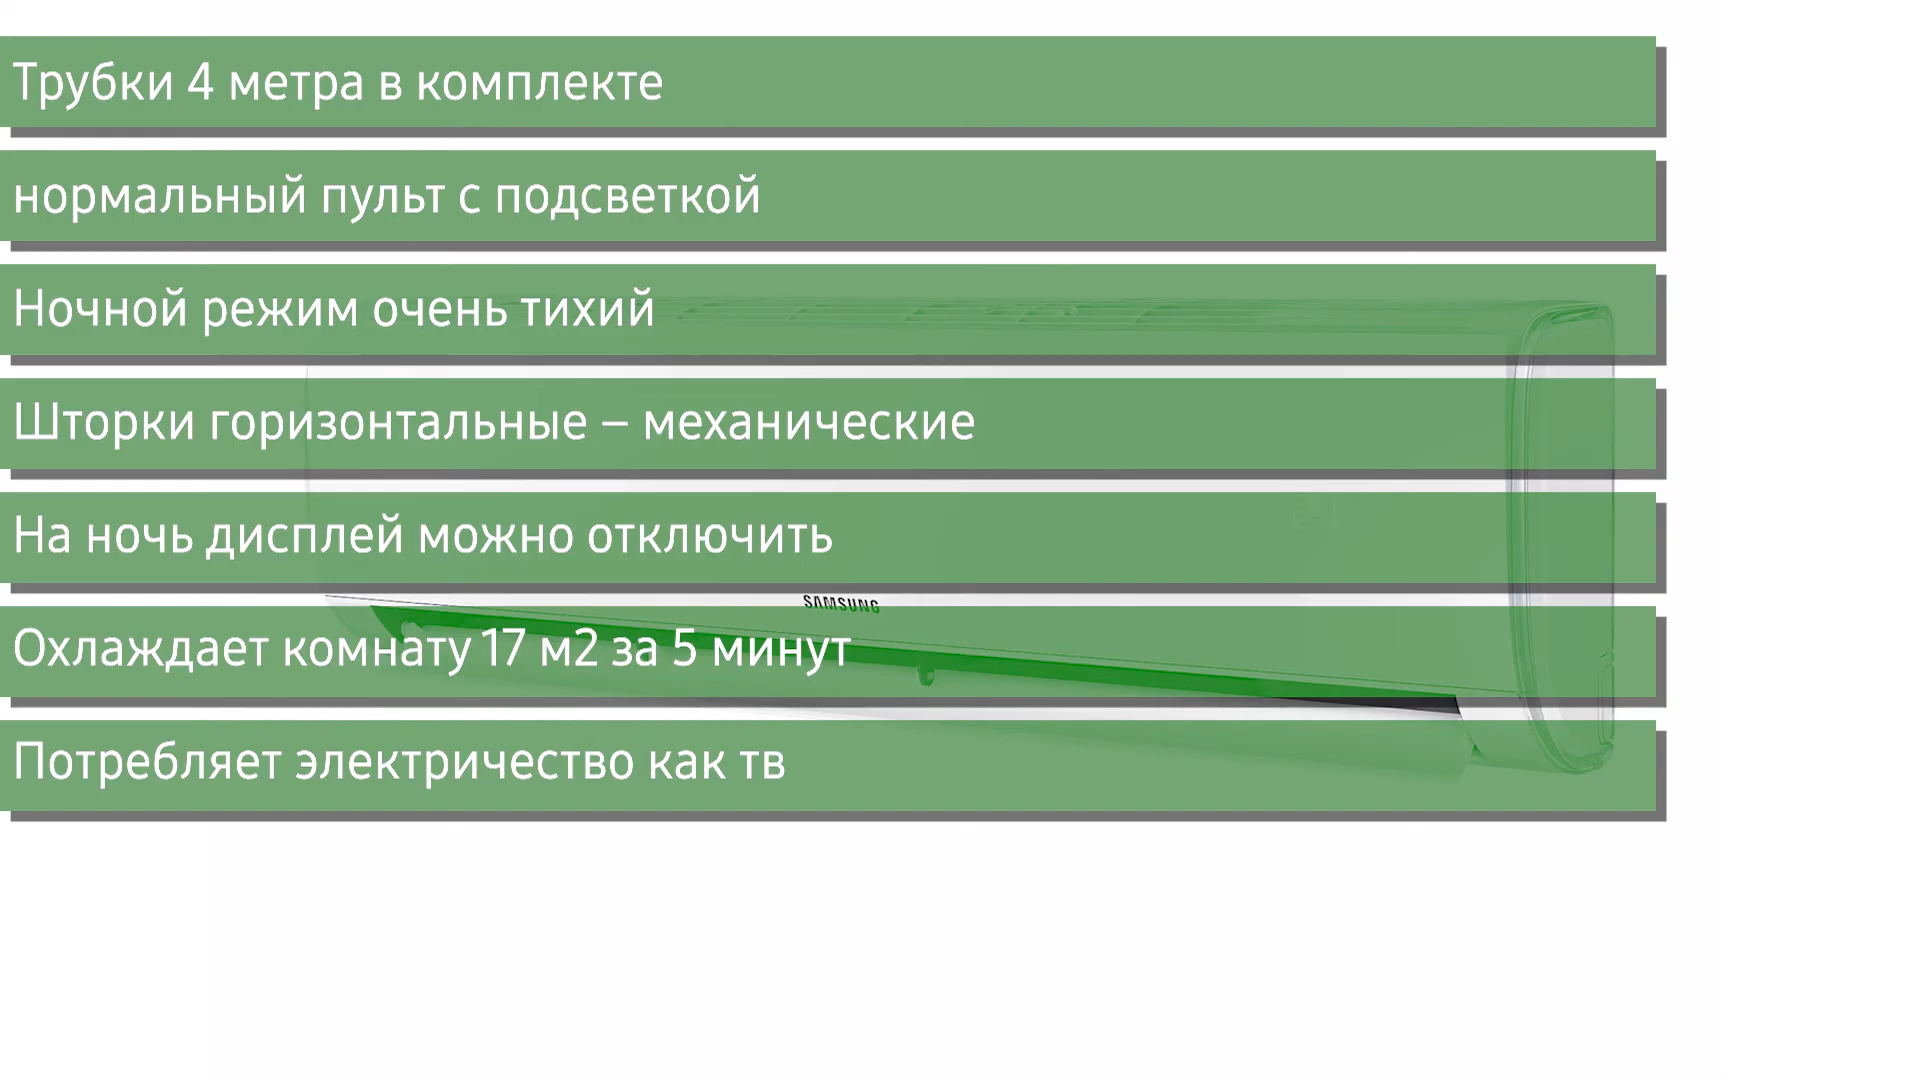 Трубки 4 метра в комплекте
нормальный пульт с подсветкой
Ночной режим очень тихий
Шторки горизонтальные – механические
На ночь дисплей можно отключить
SAMSUNG
Охлаждает комнату 17 м2 за 5 минут
Потребляет электричество как тв